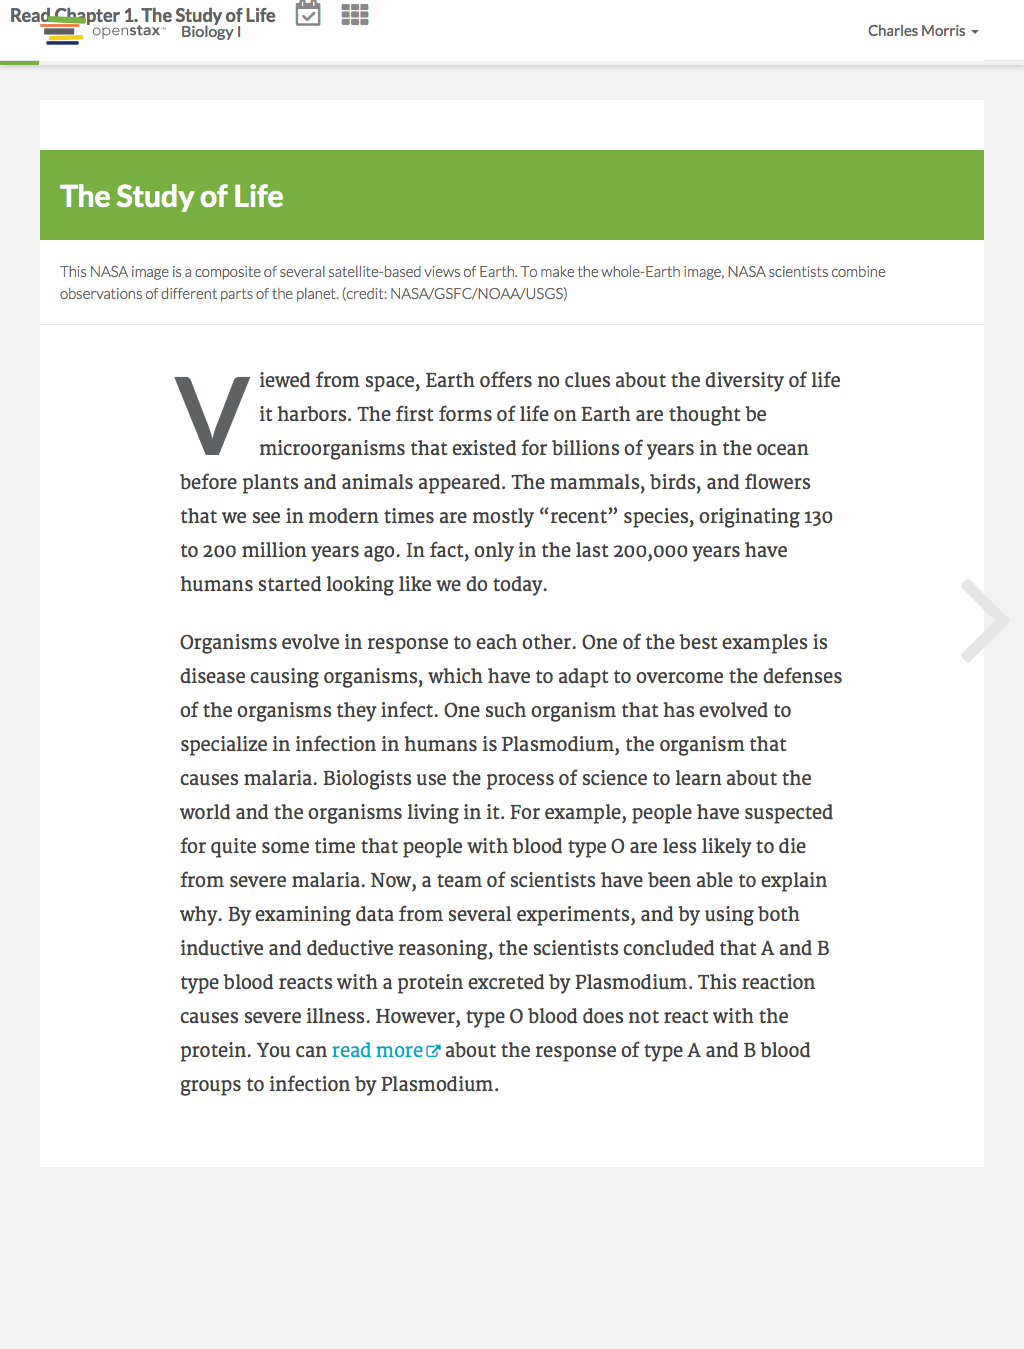 Read Chapter 1. The Study of Life
openstax™ Biology I
Charles Morris
The Study of Life
This NASA image is a composite of several satellite-based views of Earth. To make the whole-Earth image, NASA scientists combine
observations of different parts of the planet. (credit: NASA/GSFC/NOAA/USGS)
Viewed from space, Earth offers no clues about the diversity of life
it harbors. The first forms of life on Earth are thought be
microorganisms that existed for billions of years in the ocean
before plants and animals appeared. The mammals, birds, and flowers
that we see in modern times are mostly “recent” species, originating 130
to 200 million years ago. In fact, only in the last 200,000 years have
humans started looking like we do today.
Organisms evolve in response to each other. One of the best examples is
disease causing organisms, which have to adapt to overcome the defenses
of the organisms they infect. One such organism that has evolved to
specialize in infection in humans is Plasmodium, the organism that
causes malaria. Biologists use the process of science to learn about the
world and the organisms living in it. For example, people have suspected
for quite some time that people with blood type O are less likely to die
from severe malaria. Now, a team of scientists have been able to explain
why. By examining data from several experiments, and by using both
inductive and deductive reasoning, the scientists concluded that A and B
type blood reacts with a protein excreted by Plasmodium. This reaction
causes severe illness. However, type O blood does not react with the
protein. You can read more about the response of type A and B blood
groups to infection by Plasmodium.